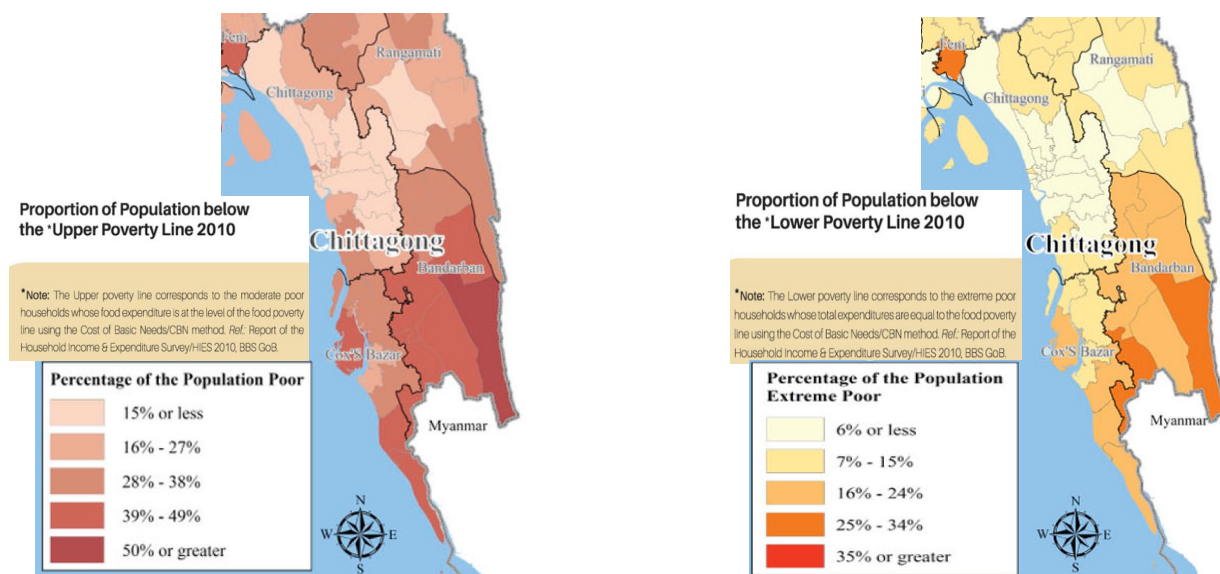 Feni
Rangamati
Chittagong
Proportion of Population below
the *Upper Poverty Line 2010
Chittagong
Bandarban
*Note: The Upper poverty line corresponds to the moderate poor
households whose food expenditure is at the level of the food poverty
line using the Cost of Basic Needs/CBN method. Ref.: Report of the
Household Income & Expenditure Survey/HIES 2010, BBS GoB.
Cox'S Bazar
Percentage of the Population Poor
15% or less
16% - 27%
28% - 38%
39% - 49%
50% or greater
Myanmar
N
W E
S
Feni
Rangamati
Chittagong
Proportion of Population below
the *Lower Poverty Line 2010
Chittagong
Bandarban
*Note: The Lower poverty line corresponds to the extreme poor
households whose total expenditures are equal to the food poverty
line using the Cost of Basic Needs/CBN method. Ref.: Report of the
Household Income & Expenditure Survey/HIES 2010, BBS GoB.
Cox'S Bazar
Percentage of the Population
Extreme Poor
6% or less
7% - 15%
16% - 24%
25% - 34%
35% or greater
Myanmar
N
W E
S